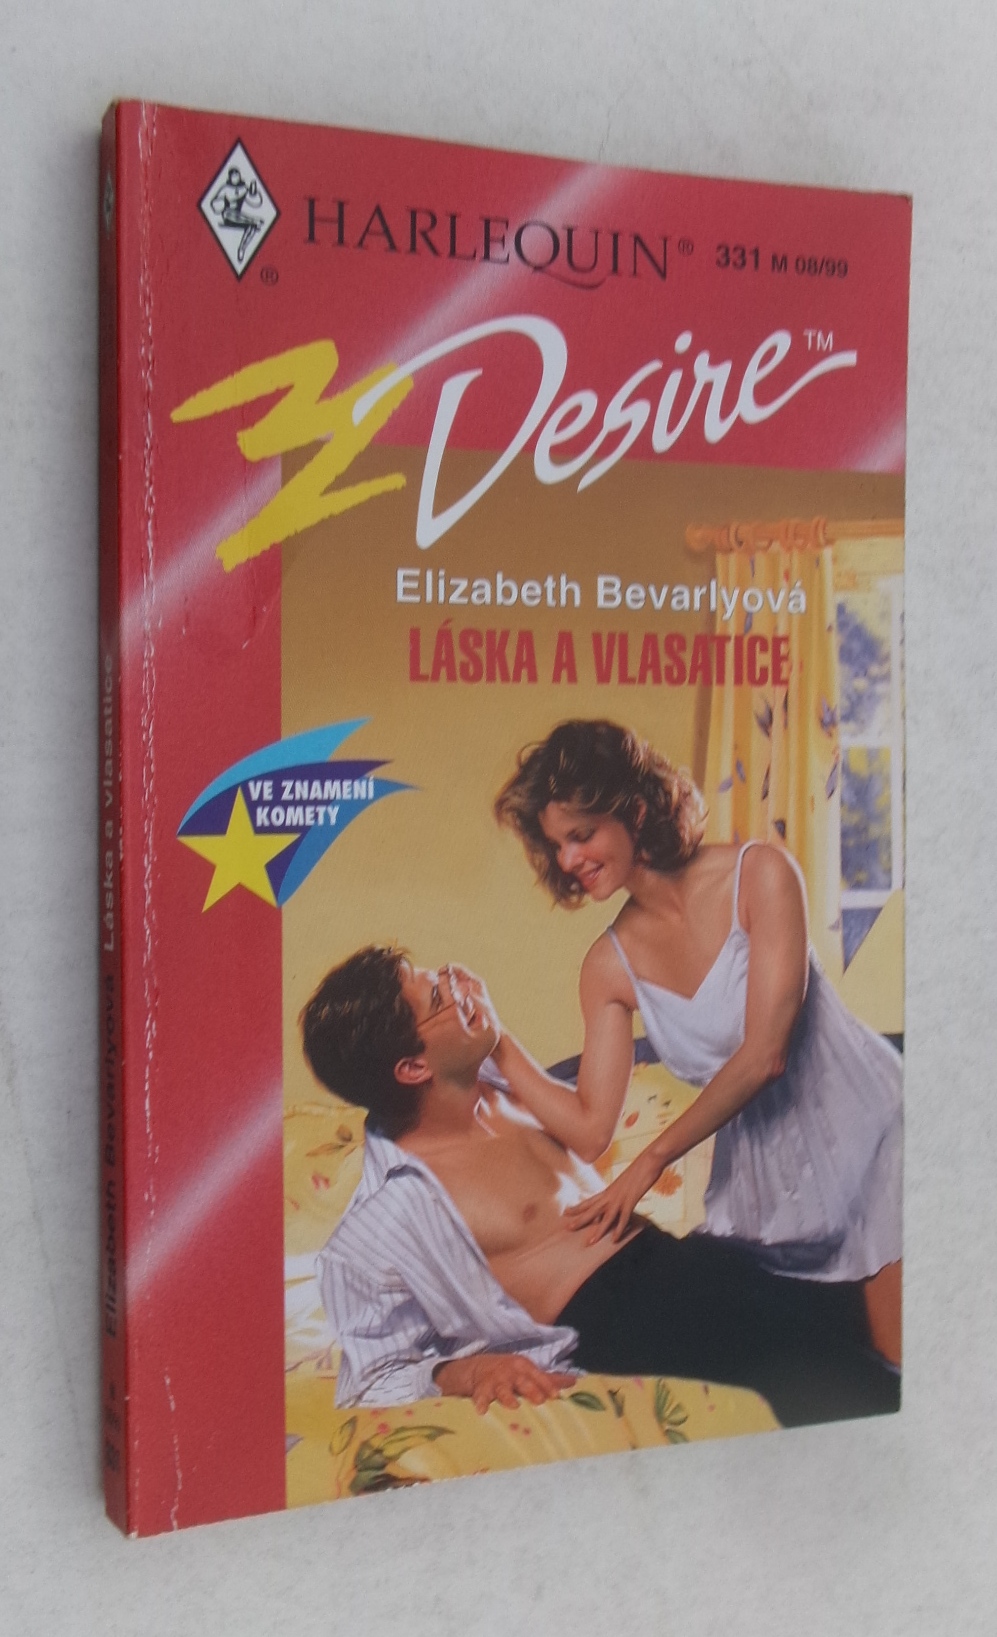 HARLEQUIN® 331 M 08/99
®
Desire™
Elizabeth Bevarlyová
LÁSKA A VLASATICE
VE ZNAMENÍ
KOMETY
Elizabeth Bevarlyová Láska a vlasatice